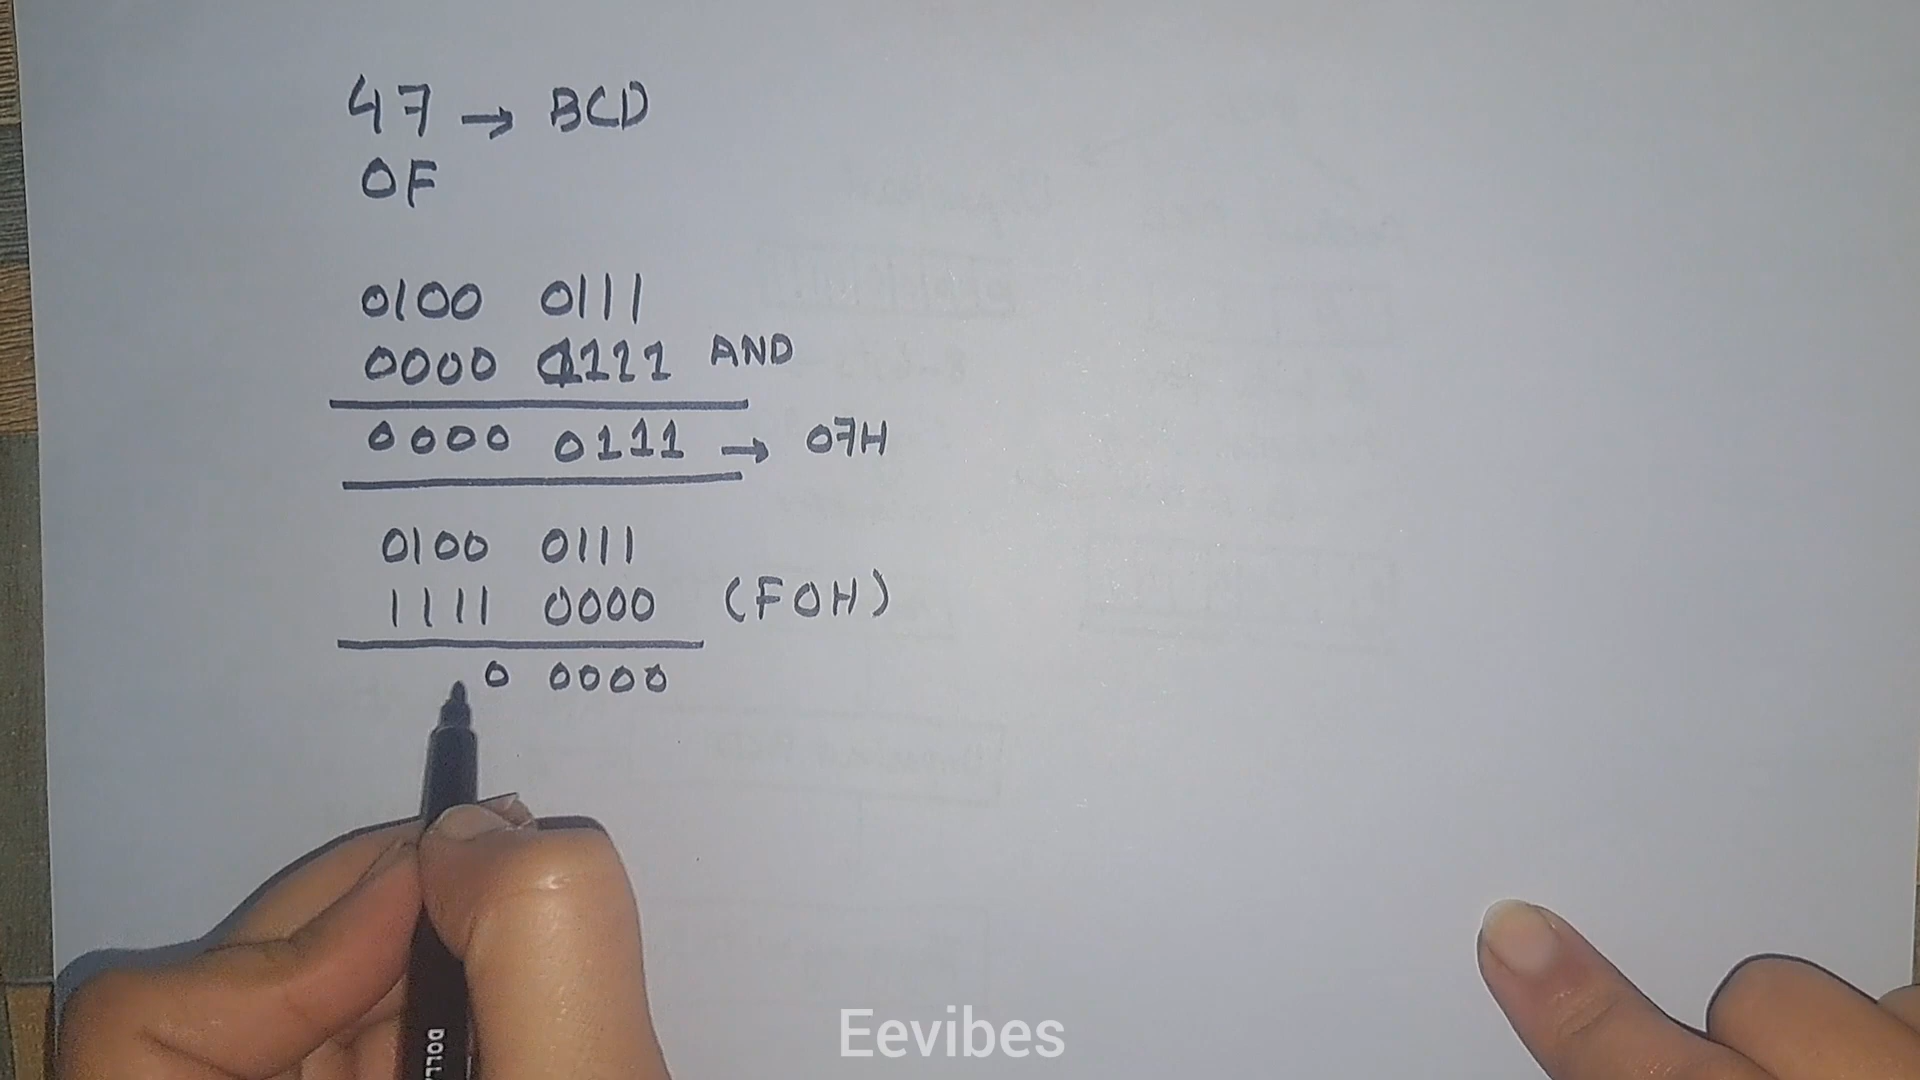 47 → BCD
0F
0100 0111
0000 1111 AND
0000 0111 → 07H
0100 0111
1111 0000 (F0H)
0 0000
Eevibes